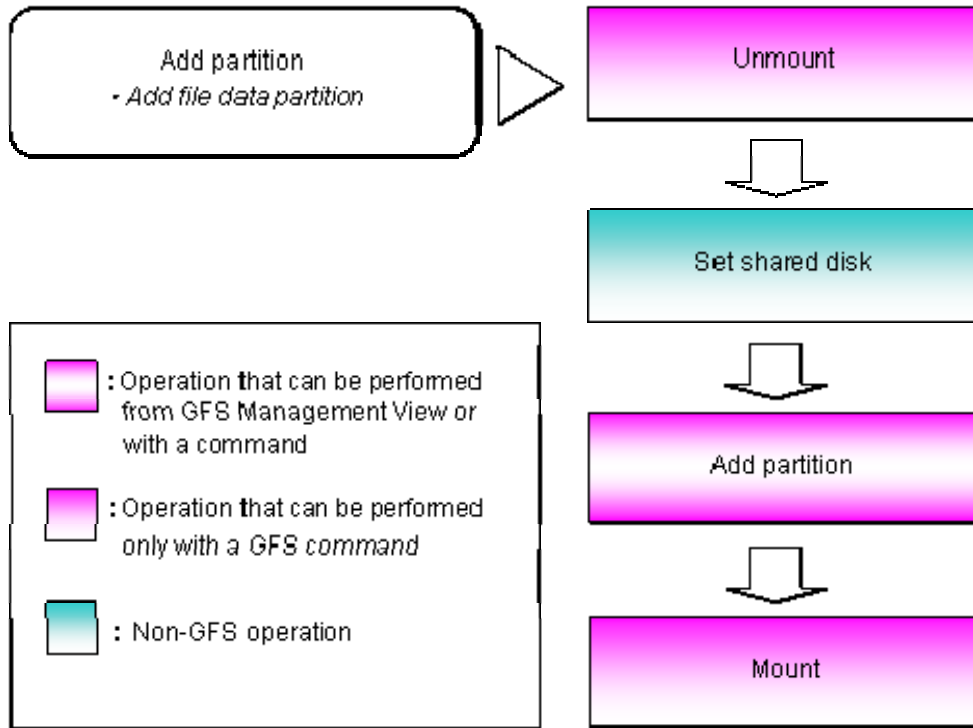 Add partition
• Add file data partition
Unmount
Set shared disk
Add partition
Mount
: Operation that can be performed
from GFS Management View or
with a command
: Operation that can be performed
only with a GFS command
: Non-GFS operation